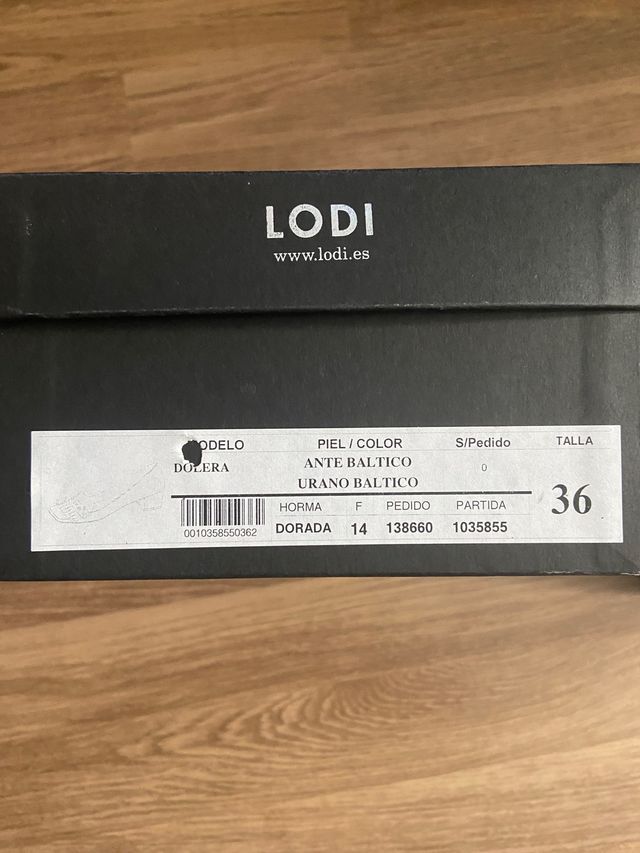 LODI
www.lodi.es
MODELO PIEL / COLOR S/Pedido TALLA
DOLERA ANTE BALTICO 0
URANO BALTICO
36
HORMA F PEDIDO PARTIDA
DORADA 14 138660 1035855
0010358550362